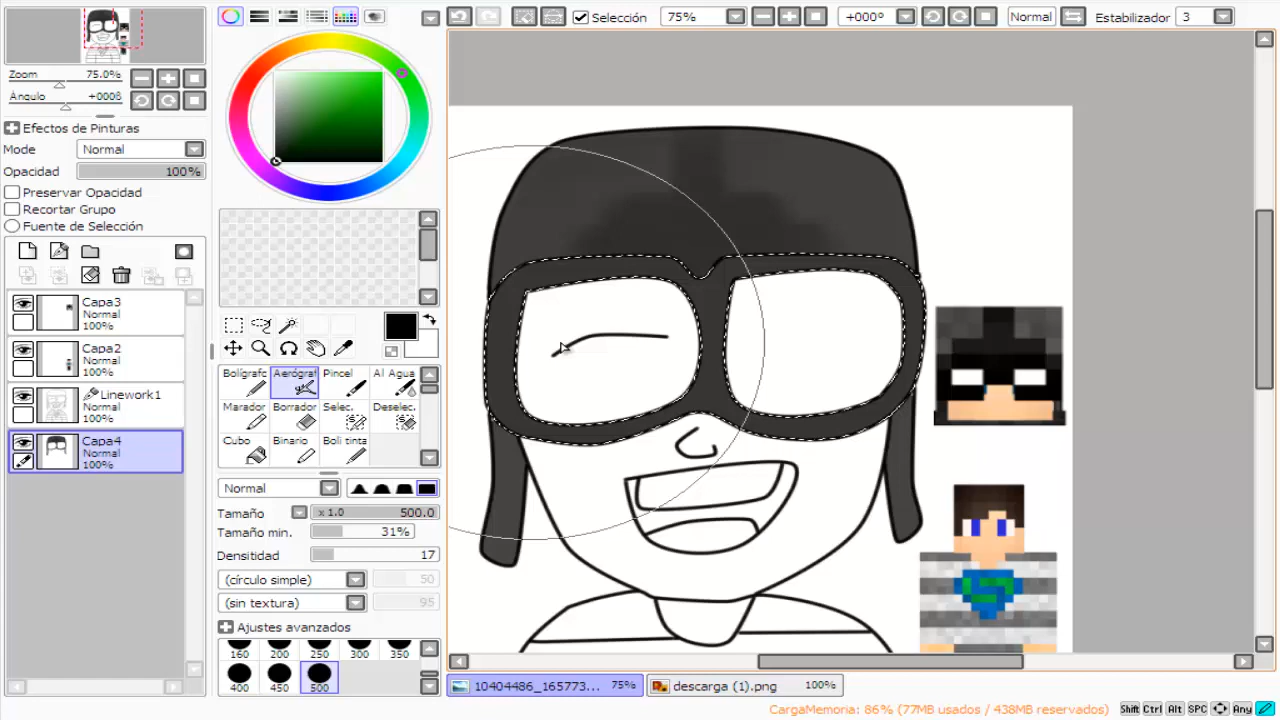 Selección 75% +000º Normal Estabilizador 3
Zoom 75.0%
Ángulo +000ß
Efectos de Pinturas
Mode Normal
Opacidad 100%
Preservar Opacidad
Recortar Grupo
Fuente de Selección
Capa3
Normal
100%
Capa2
Normal
100%
Linework1
Normal
100%
Capa4
Normal
100%
Bolígrafc Aerógraf Pincel Al Agua
Marador Borrador Selec. Deselec.
Cubo Binario Boli tinta
Normal
Tamaño x 1.0 500.0
Tamaño min. 31%
Densitidad 17
(círculo simple) 50
(sin textura) 95
Ajustes avanzados
160 200 250 300 350
400 450 500
10404486_165773... 75% descarga (1).png 100%
CargaMemoria: 86% (77MB usados / 438MB reservados) Shift Ctrl Alt SPC Any